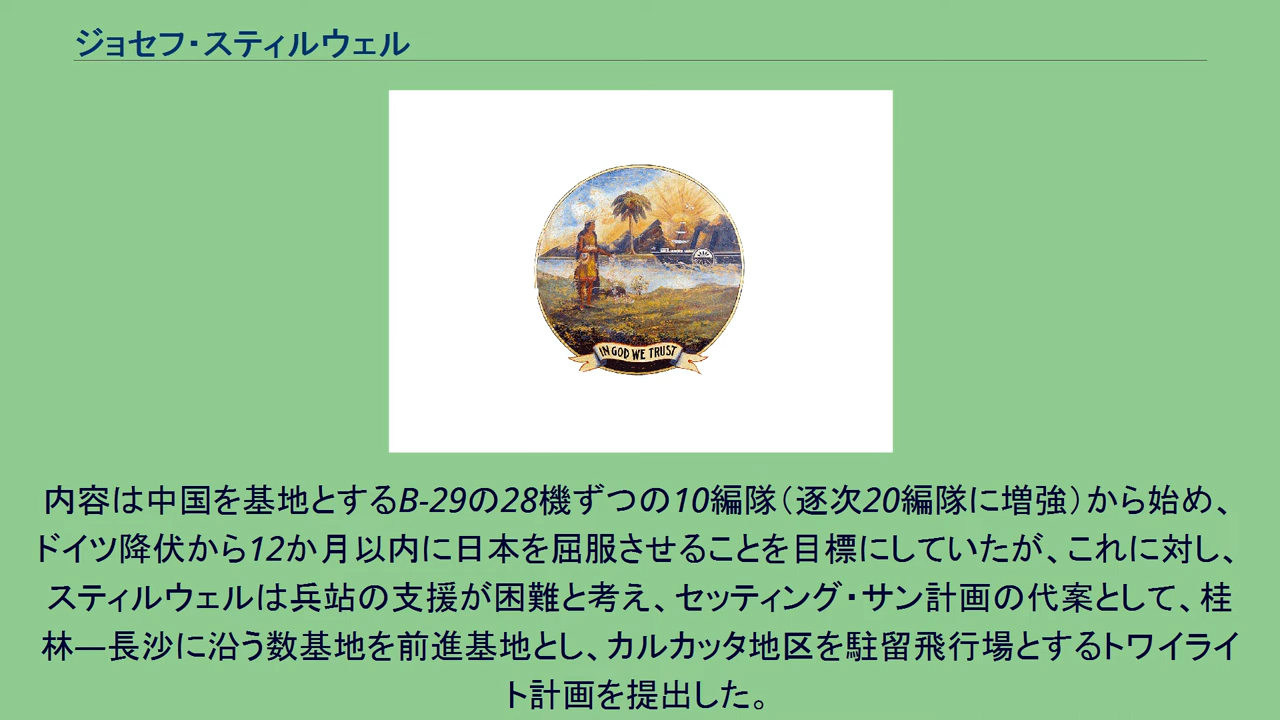 ジョセフ・スティルウェル
IN GOD WE TRUST
内容は中国を基地とするB-29の28機ずつの10編隊（逐次20編隊に増強）から始め、
ドイツ降伏から12か月以内に日本を屈服させることを目標にしていたが、これに対し、
スティルウェルは兵站の支援が困難と考え、セッティング・サン計画の代案として、桂
林―長沙に沿う数基地を前進基地とし、カルカッタ地区を駐留飛行場とするトワイライ
ト計画を提出した。